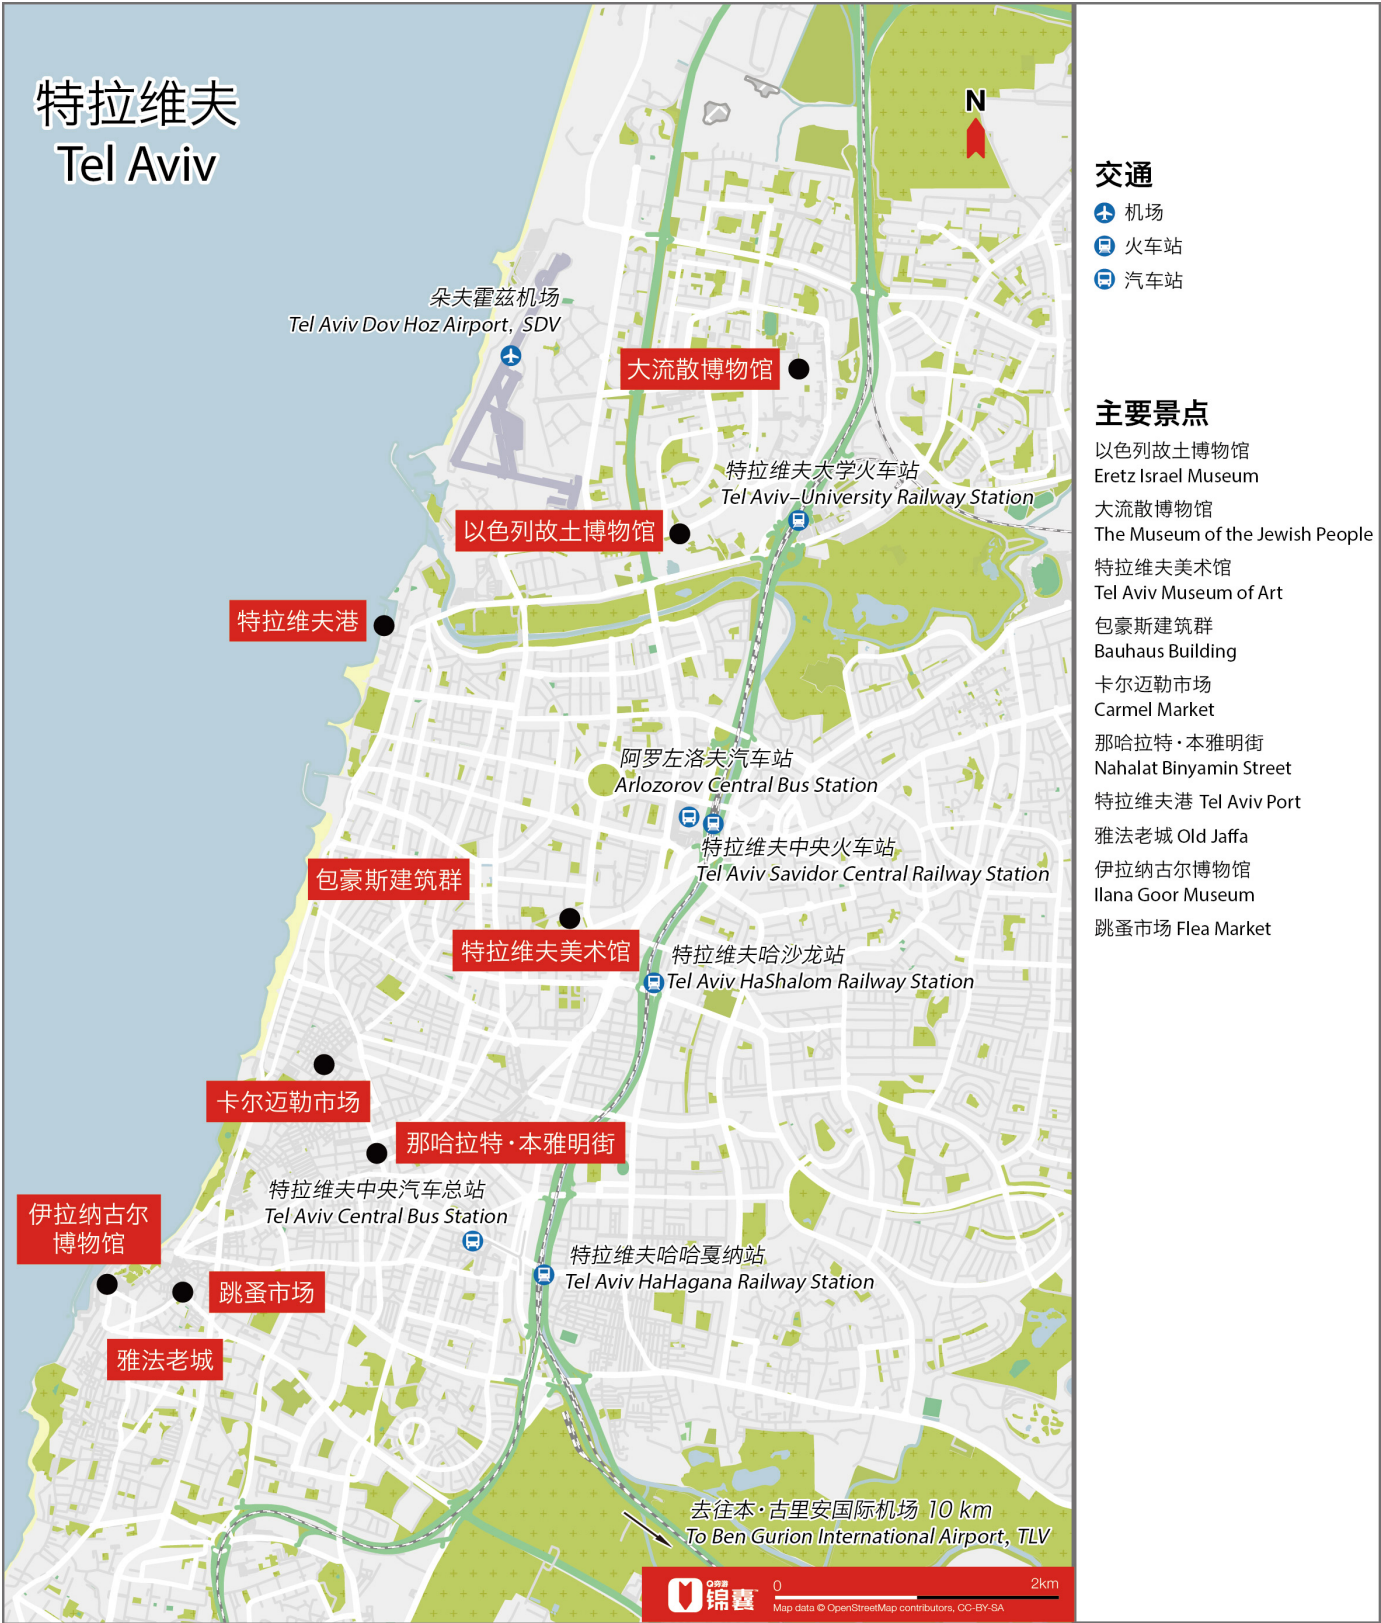 特拉维夫
Tel Aviv
N
朵夫霍兹机场
Tel Aviv Dov Hoz Airport, SDV
大流散博物馆
特拉维夫大学火车站
Tel Aviv–University Railway Station
以色列故土博物馆
特拉维夫港
阿罗左洛夫汽车站
Arlozorov Central Bus Station
特拉维夫中央火车站
Tel Aviv Savidor Central Railway Station
包豪斯建筑群
特拉维夫美术馆
特拉维夫哈沙龙站
Tel Aviv HaShalom Railway Station
卡尔迈勒市场
那哈拉特·本雅明街
特拉维夫中央汽车总站
Tel Aviv Central Bus Station
伊拉纳古尔
博物馆
特拉维夫哈哈戛纳站
Tel Aviv HaHagana Railway Station
跳蚤市场
雅法老城
去往本·古里安国际机场 10 km
To Ben Gurion International Airport, TLV
Q穷游
锦囊
0
2km
Map data © OpenStreetMap contributors, CC-BY-SA
交通
机场
火车站
汽车站
主要景点
以色列故土博物馆
Eretz Israel Museum
大流散博物馆
The Museum of the Jewish People
特拉维夫美术馆
Tel Aviv Museum of Art
包豪斯建筑群
Bauhaus Building
卡尔迈勒市场
Carmel Market
那哈拉特·本雅明街
Nahalat Binyamin Street
特拉维夫港 Tel Aviv Port
雅法老城 Old Jaffa
伊拉纳古尔博物馆
Ilana Goor Museum
跳蚤市场 Flea Market